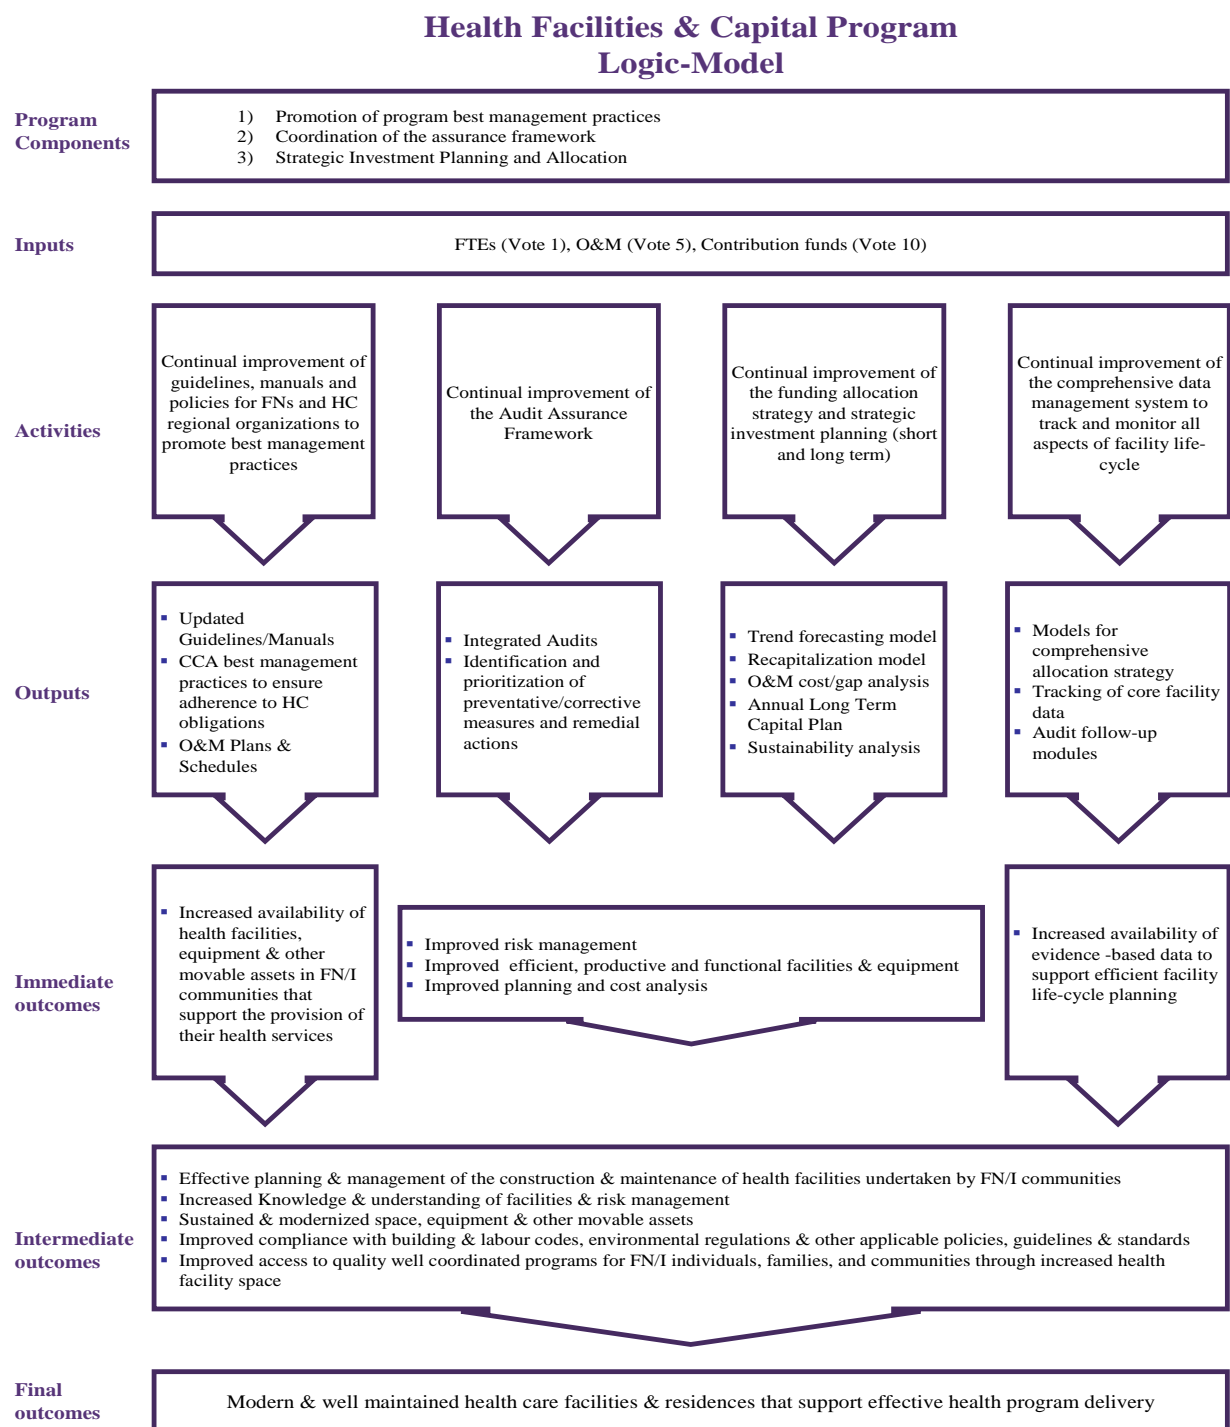 Health Facilities & Capital Program
Logic-Model
Program
Components
1) Promotion of program best management practices
2) Coordination of the assurance framework
3) Strategic Investment Planning and Allocation
Inputs
FTEs (Vote 1), O&M (Vote 5), Contribution funds (Vote 10)
Activities
Continual improvement of
guidelines, manuals and
policies for FNs and HC
regional organizations to
promote best management
practices
Continual improvement of
the Audit Assurance
Framework
Continual improvement of
the funding allocation
strategy and strategic
investment planning (short
and long term)
Continual improvement of
the comprehensive data
management system to
track and monitor all
aspects of facility life-
cycle
Outputs
▪ Updated
Guidelines/Manuals
▪ CCA best management
practices to ensure
adherence to HC
obligations
▪ O&M Plans &
Schedules
▪ Integrated Audits
▪ Identification and
prioritization of
preventative/corrective
measures and remedial
actions
▪ Trend forecasting model
▪ Recapitalization model
▪ O&M cost/gap analysis
▪ Annual Long Term
Capital Plan
▪ Sustainability analysis
▪ Models for
comprehensive
allocation strategy
▪ Tracking of core facility
data
▪ Audit follow-up
modules
Immediate
outcomes
▪ Increased availability of
health facilities,
equipment & other
movable assets in FN/I
communities that
support the provision of
their health services
▪ Improved risk management
▪ Improved  efficient, productive and functional facilities & equipment
▪ Improved planning and cost analysis
▪ Increased availability of
evidence -based data to
support efficient facility
life-cycle planning
Intermediate
outcomes
▪ Effective planning & management of the construction & maintenance of health facilities undertaken by FN/I communities
▪ Increased Knowledge & understanding of facilities & risk management
▪ Sustained & modernized space, equipment & other movable assets
▪ Improved compliance with building & labour codes, environmental regulations & other applicable policies, guidelines & standards
▪ Improved access to quality well coordinated programs for FN/I individuals, families, and communities through increased health
facility space
Final
outcomes
Modern & well maintained health care facilities & residences that support effective health program delivery